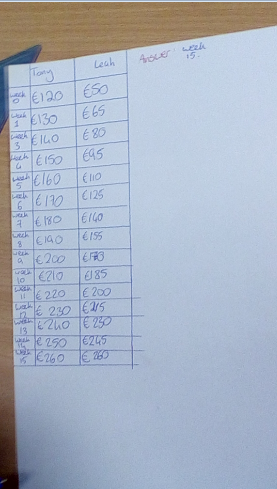 Tony Leah
Answer: week 15.
week 0 €120 €50
week 1 €130 €65
week 3 €140 €80
week 4 €150 €95
week 5 €160 €110
week 6 €170 €125
week 7 €180 €140
week 8 €190 €155
week 9 €200 €170
week 10 €210 €185
week 11 €220 €200
week 12 €230 €215
week 13 €240 €230
week 14 €250 €245
week 15 €260 €260